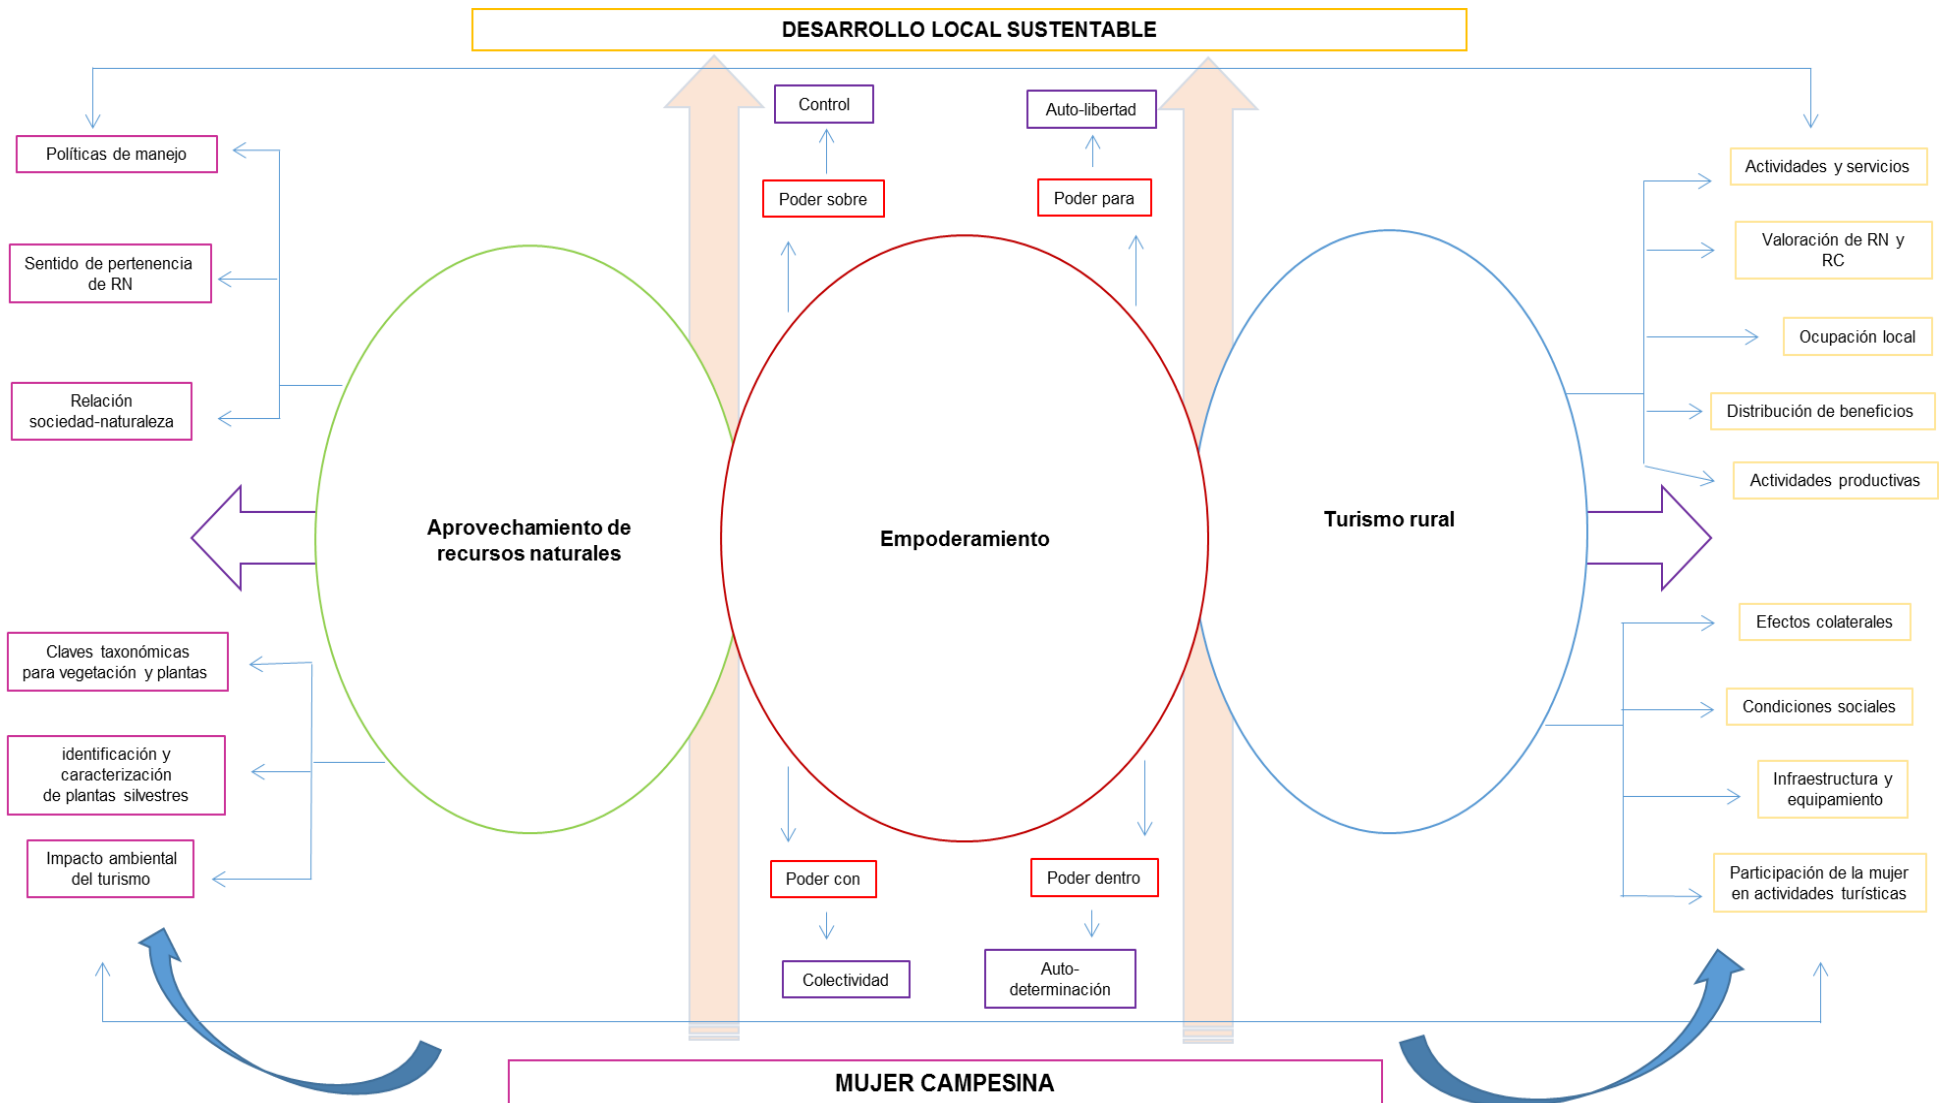 DESARROLLO LOCAL SUSTENTABLE
Control
Auto-libertad
Políticas de manejo
Actividades y servicios
Poder sobre
Poder para
Sentido de pertenencia
de RN
Valoración de RN y
RC
Ocupación local
Relación
sociedad-naturaleza
Distribución de beneficios
Actividades productivas
Aprovechamiento de
recursos naturales
Empoderamiento
Turismo rural
Claves taxonómicas
para vegetación y plantas
Efectos colaterales
Condiciones sociales
identificación y
caracterización
de plantas silvestres
Infraestructura y
equipamiento
Impacto ambiental
del turismo
Poder con
Poder dentro
Participación de la mujer
en actividades turísticas
Colectividad
Auto-
determinación
MUJER CAMPESINA